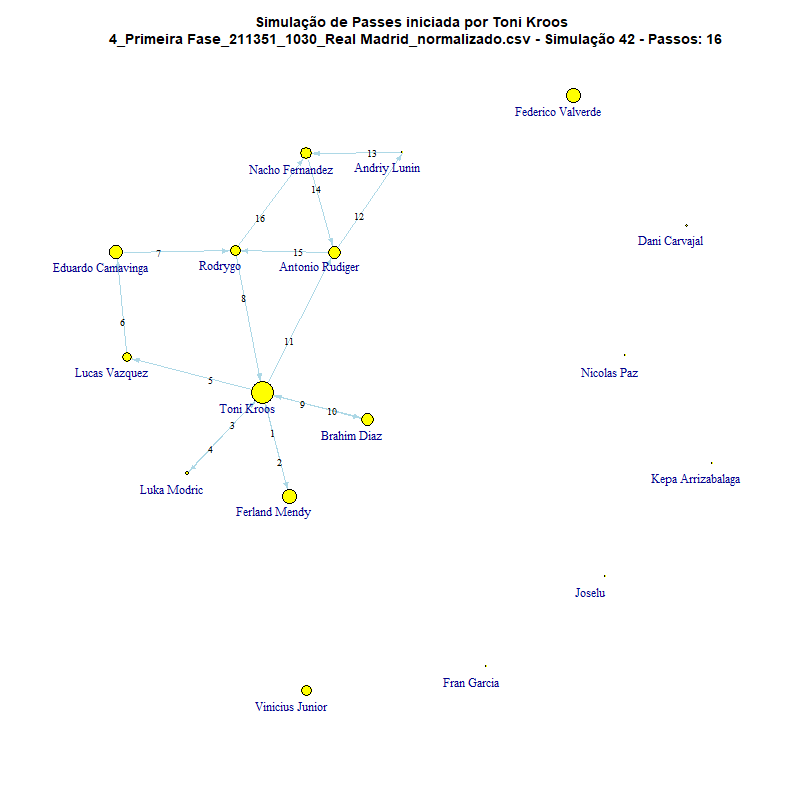 Simulação de Passes iniciada por Toni Kroos
4_Primeira Fase_211351_1030_Real Madrid_normalizado.csv - Simulação 42 - Passos: 16
Federico Valverde
13
Nacho Fernandez
Andriy Lunin
14
16
12
Dani Carvajal
7
15
Eduardo Camavinga
Rodrygo
Antonio Rudiger
8
6
11
Lucas Vazquez
Nicolas Paz
5
Toni Kroos
9
10
3
1
Brahim Diaz
4
2
Luka Modric
Kepa Arrizabalaga
Ferland Mendy
Joselu
Fran Garcia
Vinicius Junior